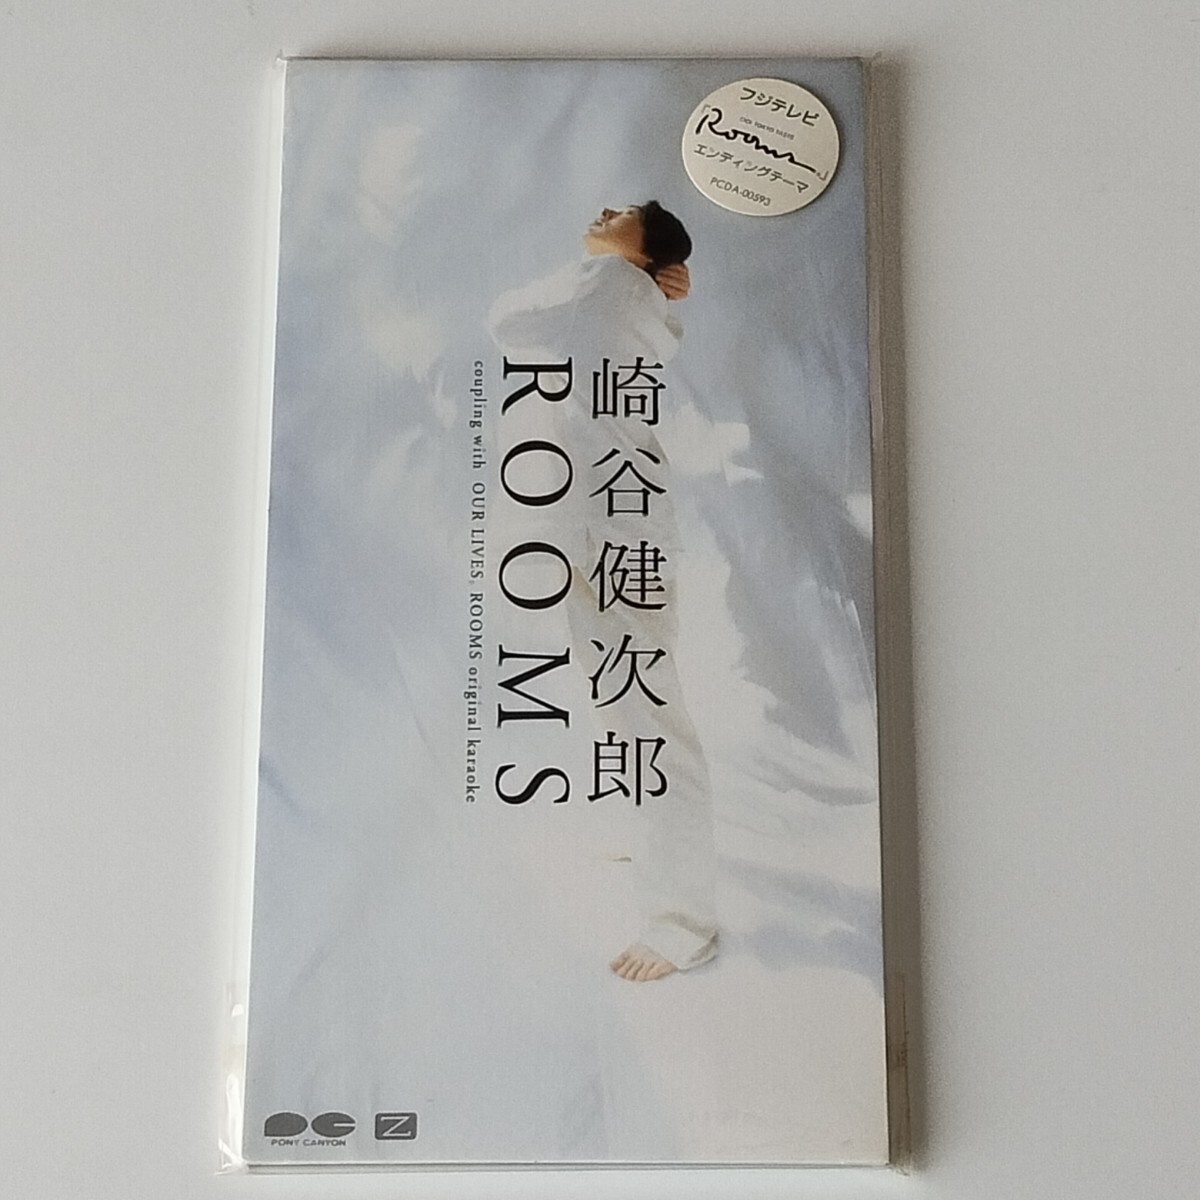 フジテレビ
「Rooms」
エンディングテーマ
PCDA-00593
崎谷健次郎
ROOMS
coupling with OUR LIVES. ROOMS original karaoke
PONY CANYON
Z